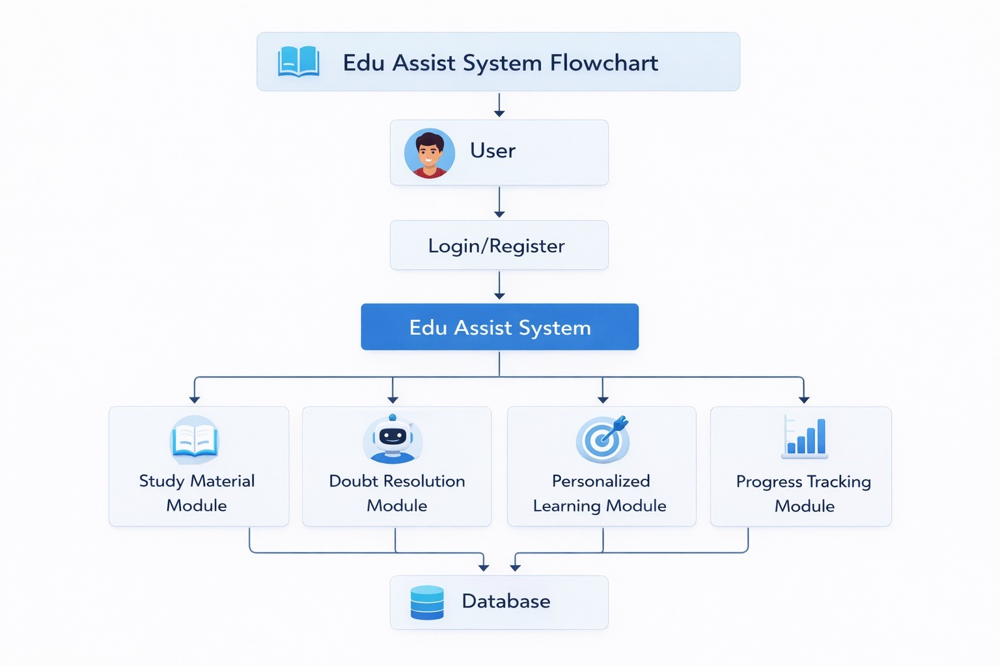 Edu Assist System Flowchart
User
Login/Register
Edu Assist System
Study Material
Module
Doubt Resolution
Module
Personalized
Learning Module
Progress Tracking
Module
Database